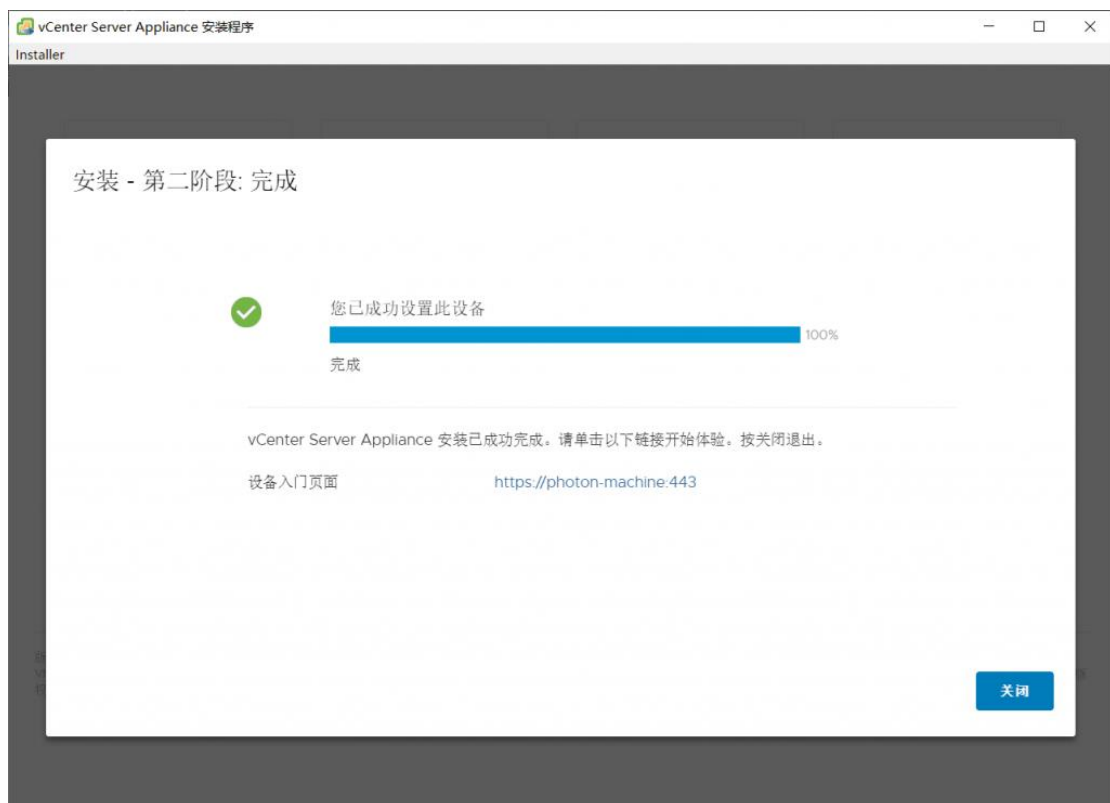 vCenter Server Appliance 安装程序
Installer
安装 - 第二阶段: 完成
您已成功设置此设备
100%
完成
vCenter Server Appliance 安装已成功完成。请单击以下链接开始体验。按关闭退出。
设备入门页面 https://photon-machine:443
关闭